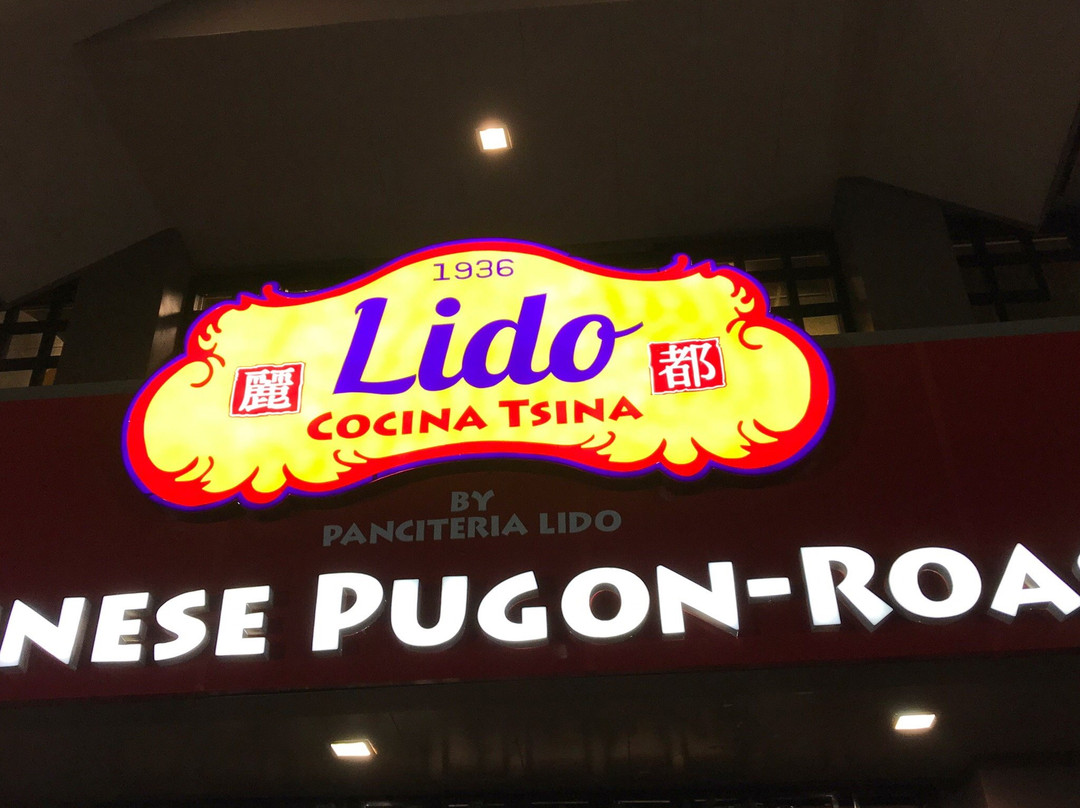 1936
Lido
麗 都
COCINA TSINA
BY
PANCITERIA LIDO
NESE PUGON-ROA